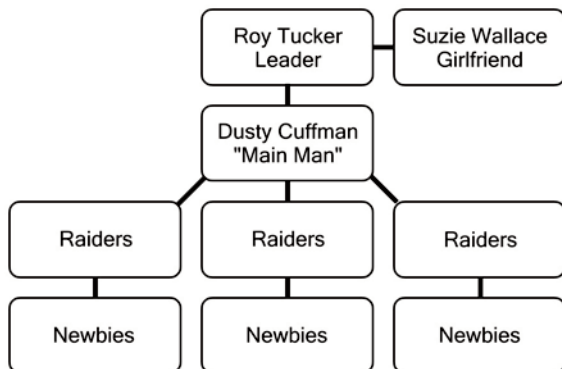 Roy Tucker
Leader
Suzie Wallace
Girlfriend
Dusty Cuffman
"Main Man"
Raiders
Raiders
Raiders
Newbies
Newbies
Newbies